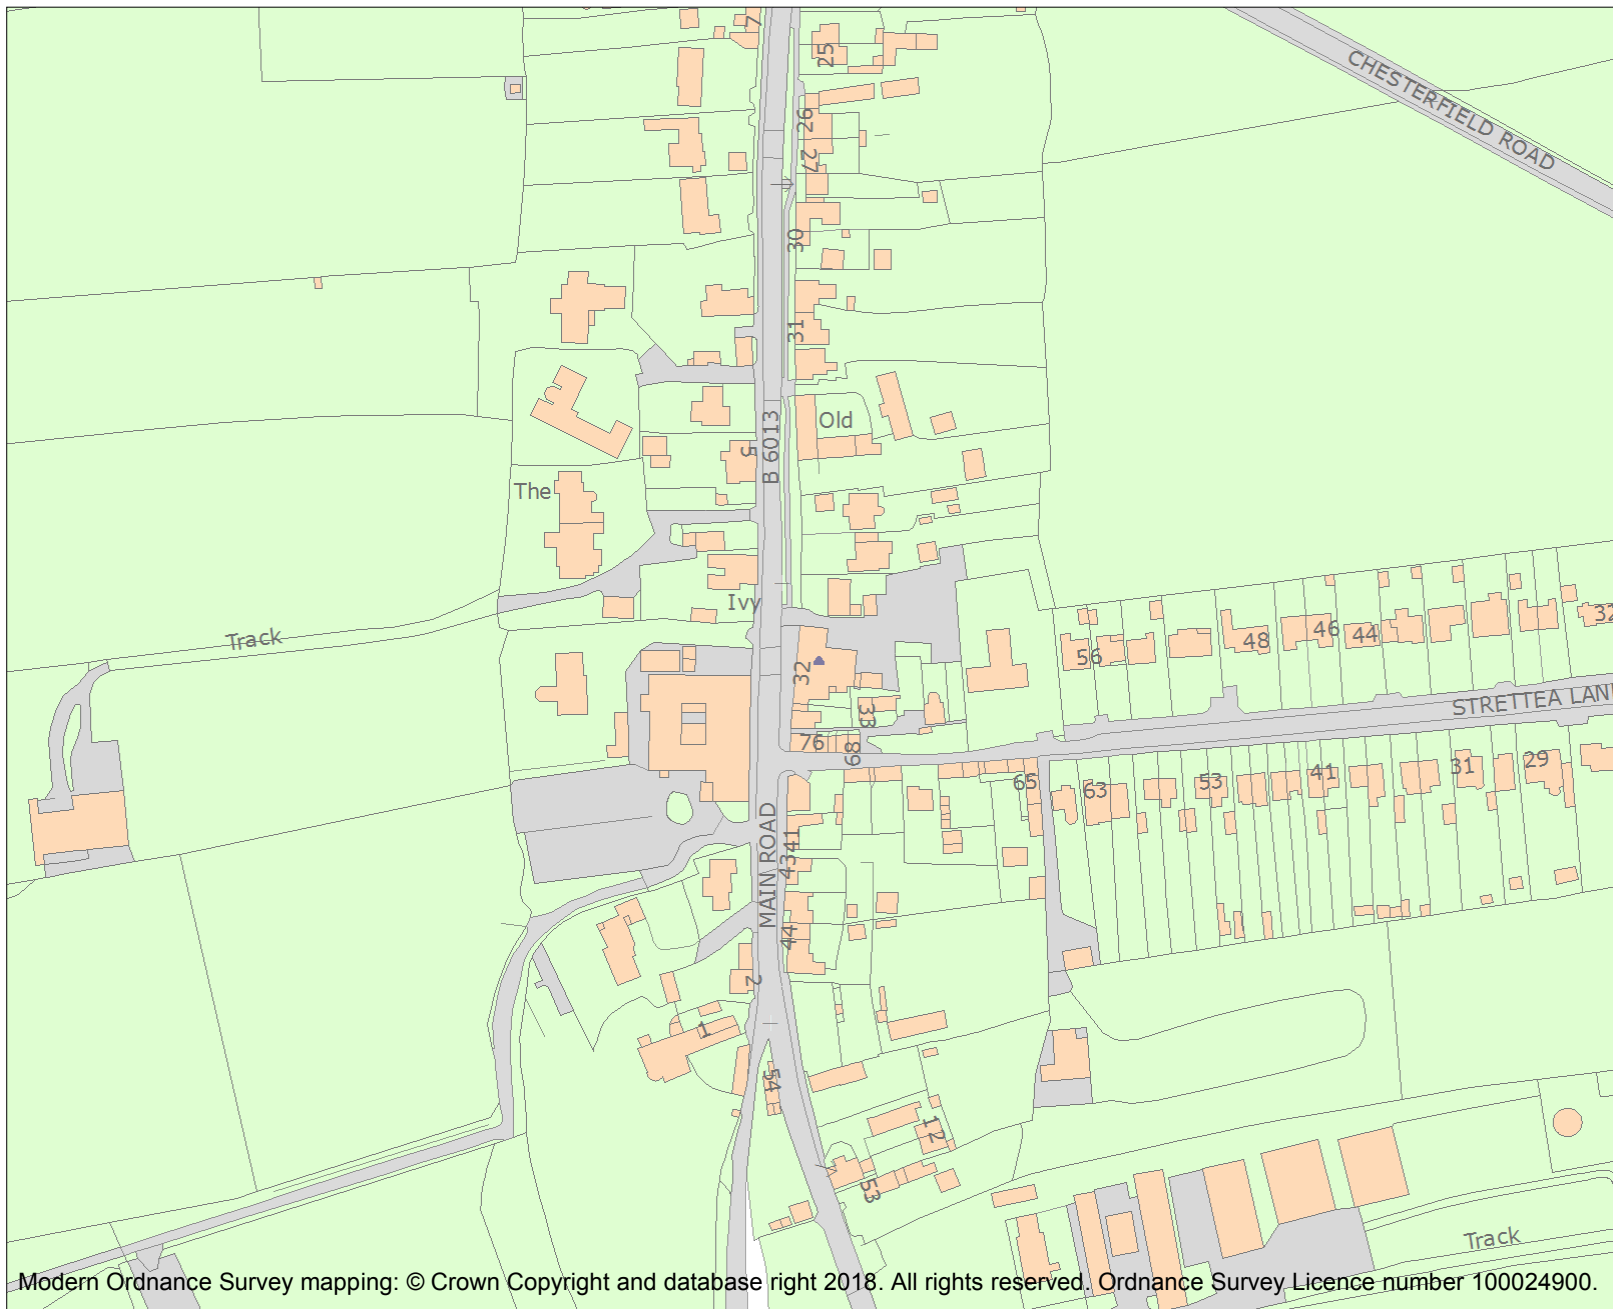 7
25
CHESTERFIELD ROAD
26
27
30
31
B 6013
Old
5
The
Ivy
Track
32
56
48
46
44
32
33
STRETTEA LAN
76
68
65
63
53
41
31
29
MAIN ROAD
4341
44
2
1
54
12
53
Track
Modern Ordnance Survey mapping: © Crown Copyright and database right 2018. All rights reserved. Ordnance Survey Licence number 100024900.